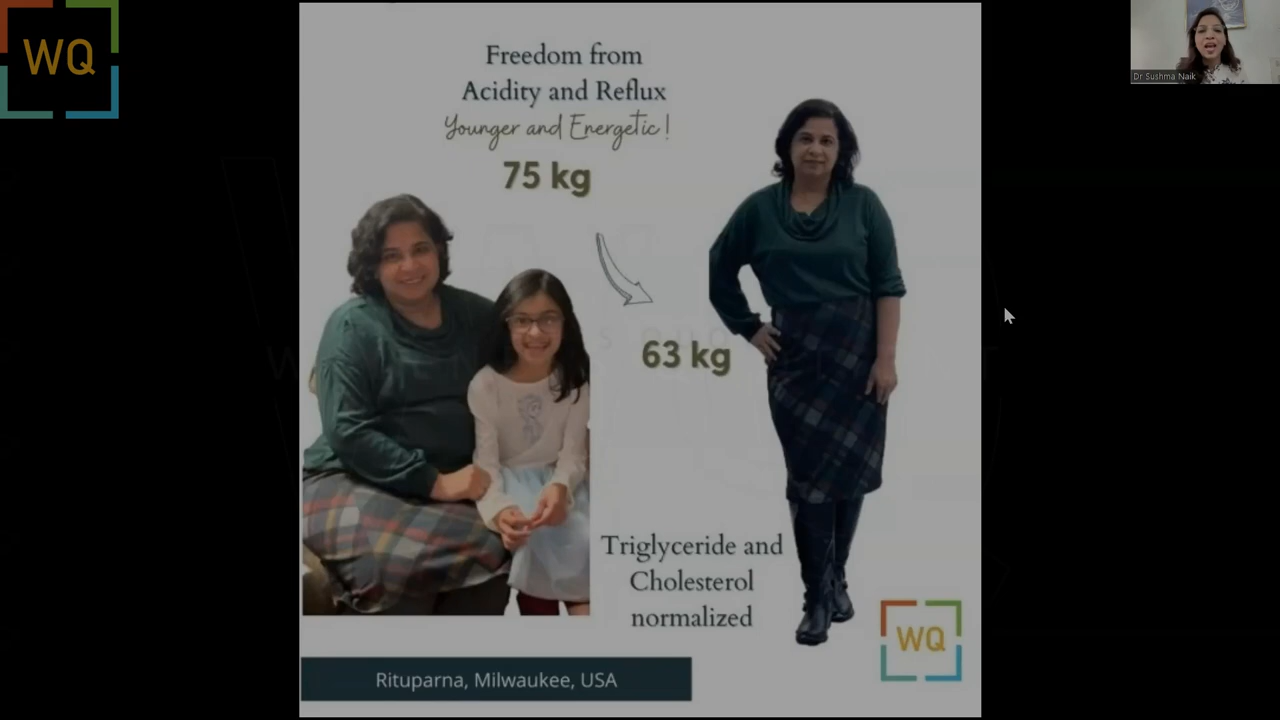 WQ
Dr Sushma Naik
Freedom from
Acidity and Reflux
Younger and Energetic !
75 kg
63 kg
Triglyceride and
Cholesterol
normalized
WQ
Rituparna, Milwaukee, USA